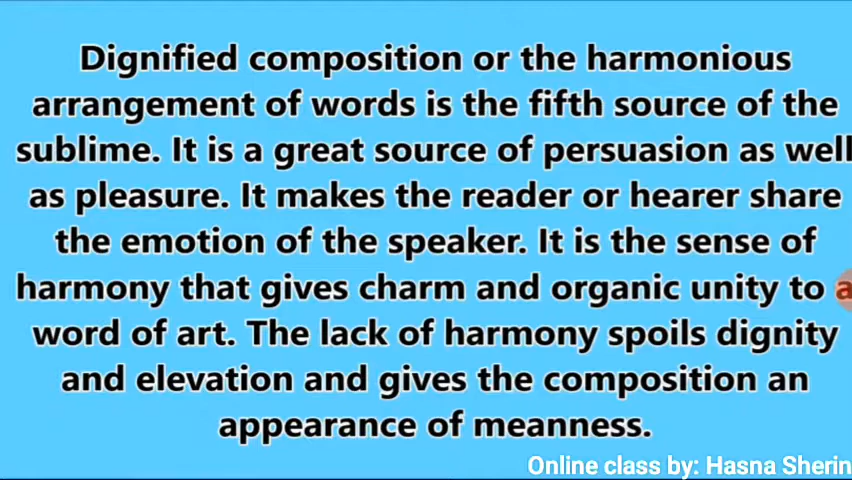 Dignified composition or the harmonious
arrangement of words is the fifth source of the
sublime. It is a great source of persuasion as well
as pleasure. It makes the reader or hearer share
the emotion of the speaker. It is the sense of
harmony that gives charm and organic unity to a
word of art. The lack of harmony spoils dignity
and elevation and gives the composition an
appearance of meanness.
Online class by: Hasna Sherin